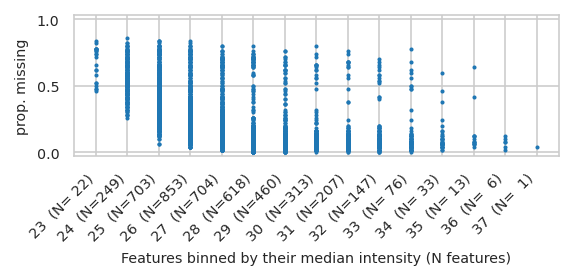 prop. missing
1.0
0.5
0.0
23 (N= 22)
24 (N=249)
25 (N=703)
26 (N=853)
27 (N=704)
28 (N=618)
29 (N=460)
30 (N=313)
31 (N=207)
32 (N=147)
33 (N= 76)
34 (N= 33)
35 (N= 13)
36 (N=  6)
37 (N=  1)
Features binned by their median intensity (N features)